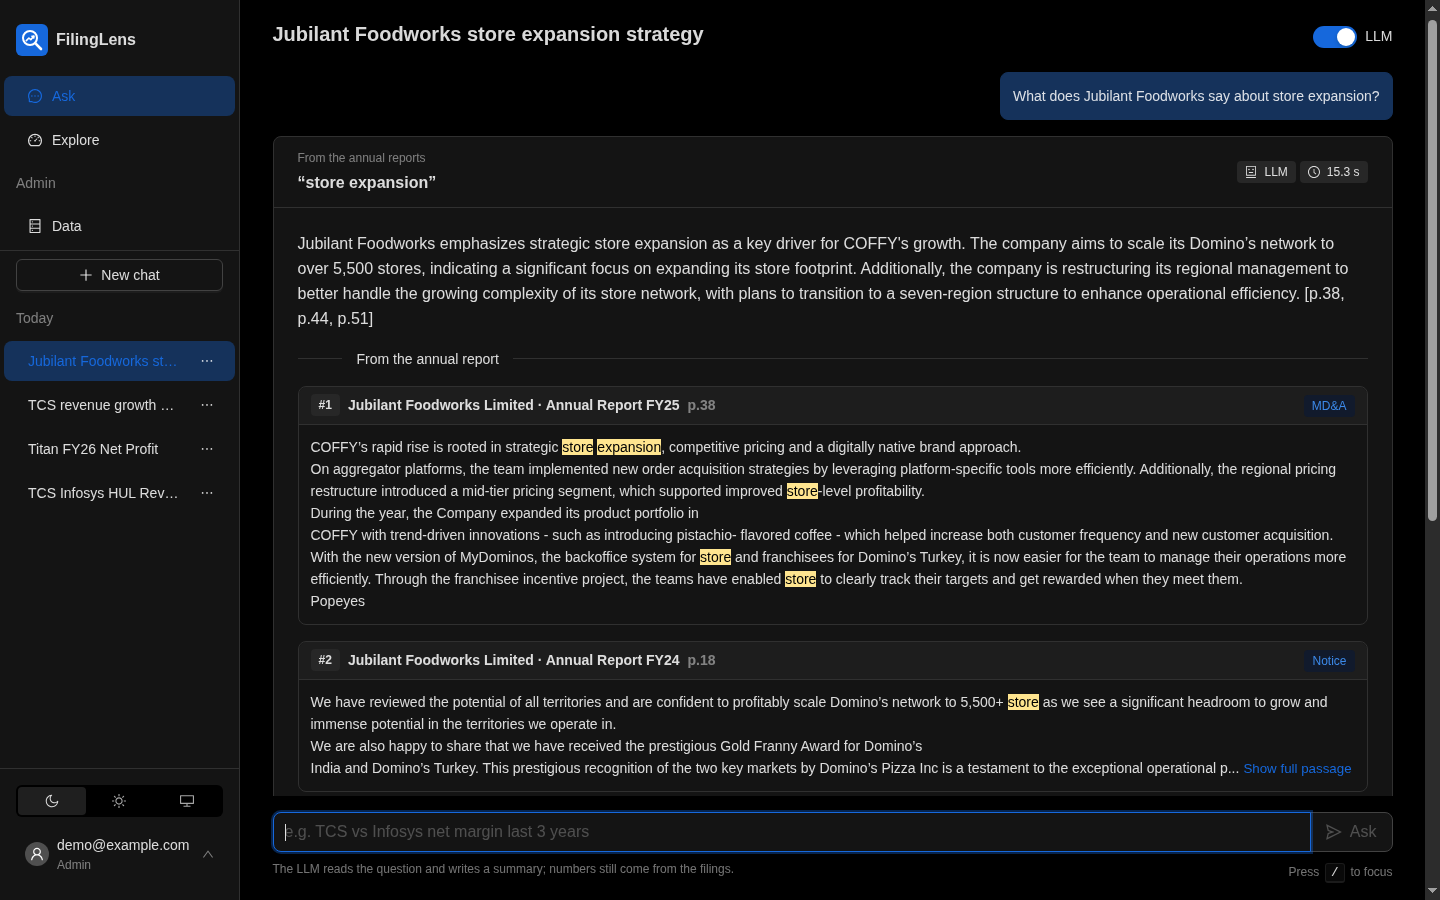 FilingLens
Ask
Explore
Admin
Data
New chat
Today
Jubilant Foodworks st…
TCS revenue growth …
Titan FY26 Net Profit
TCS Infosys HUL Rev…
demo@example.com
Admin
Jubilant Foodworks store expansion strategy
LLM
What does Jubilant Foodworks say about store expansion?
From the annual reports
“store expansion”
LLM
15.3 s
Jubilant Foodworks emphasizes strategic store expansion as a key driver for COFFY's growth. The company aims to scale its Domino’s network to
over 5,500 stores, indicating a significant focus on expanding its store footprint. Additionally, the company is restructuring its regional management to
better handle the growing complexity of its store network, with plans to transition to a seven-region structure to enhance operational efficiency. [p.38,
p.44, p.51]
From the annual report
#1 Jubilant Foodworks Limited · Annual Report FY25 p.38
MD&A
COFFY’s rapid rise is rooted in strategic store expansion, competitive pricing and a digitally native brand approach.
On aggregator platforms, the team implemented new order acquisition strategies by leveraging platform-specific tools more efficiently. Additionally, the regional pricing
restructure introduced a mid-tier pricing segment, which supported improved store-level profitability.
During the year, the Company expanded its product portfolio in
COFFY with trend-driven innovations - such as introducing pistachio- flavored coffee - which helped increase both customer frequency and new customer acquisition.
With the new version of MyDominos, the backoffice system for store and franchisees for Domino’s Turkey, it is now easier for the team to manage their operations more
efficiently. Through the franchisee incentive project, the teams have enabled store to clearly track their targets and get rewarded when they meet them.
Popeyes
#2 Jubilant Foodworks Limited · Annual Report FY24 p.18
Notice
We have reviewed the potential of all territories and are confident to profitably scale Domino’s network to 5,500+ store as we see a significant headroom to grow and
immense potential in the territories we operate in.
We are also happy to share that we have received the prestigious Gold Franny Award for Domino’s
India and Domino’s Turkey. This prestigious recognition of the two key markets by Domino’s Pizza Inc is a testament to the exceptional operational p... Show full passage
e.g. TCS vs Infosys net margin last 3 years
Ask
The LLM reads the question and writes a summary; numbers still come from the filings.
Press / to focus